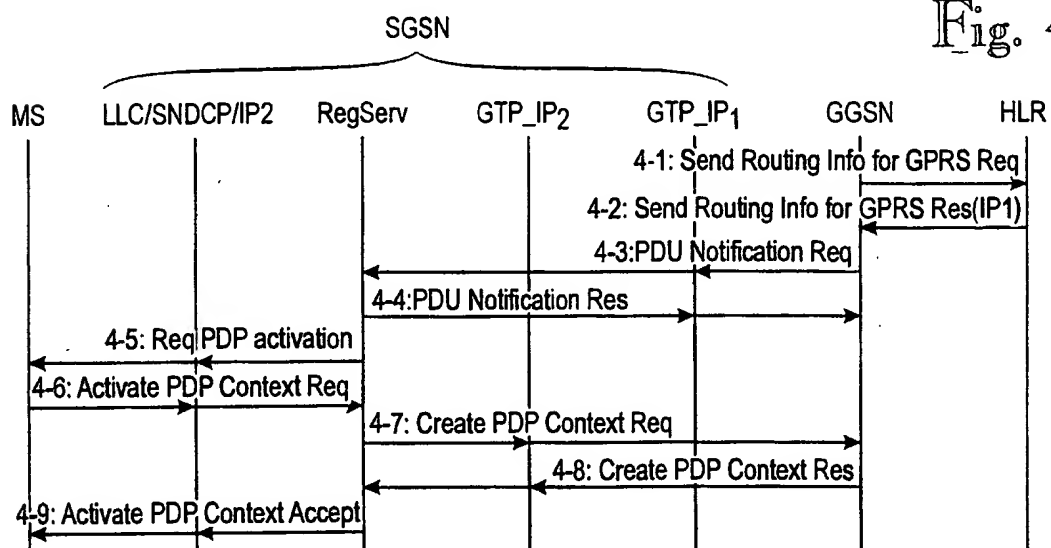 Fig. 4
SGSN
MS LLC/SNDCP/IP2 RegServ GTP_IP2 GTP_IP1 GGSN HLR
4-1: Send Routing Info for GPRS Req
4-2: Send Routing Info for GPRS Res(IP1)
4-3:PDU Notification Req
4-4:PDU Notification Res
4-5: Req PDP activation
4-6: Activate PDP Context Req
4-7: Create PDP Context Req
4-8: Create PDP Context Res
4-9: Activate PDP Context Accept